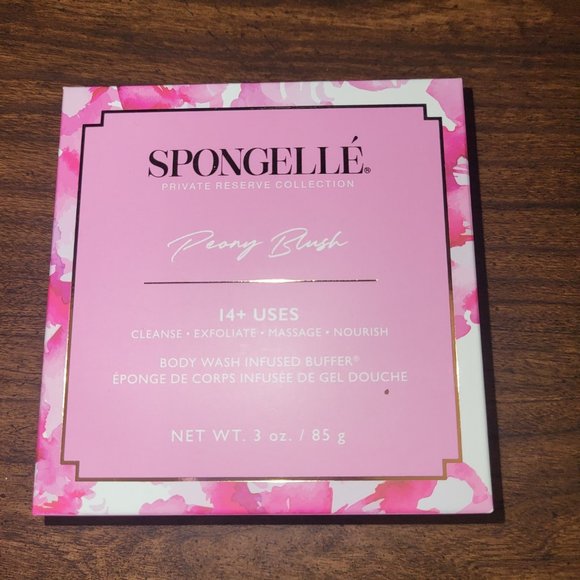 SPONGELLÉ®
PRIVATE RESERVE COLLECTION
Peony Blush
14+ USES
CLEANSE • EXFOLIATE • MASSAGE • NOURISH
BODY WASH INFUSED BUFFER®
ÉPONGE DE CORPS INFUSÉE DE GEL DOUCHE
NET WT. 3 oz. / 85 g